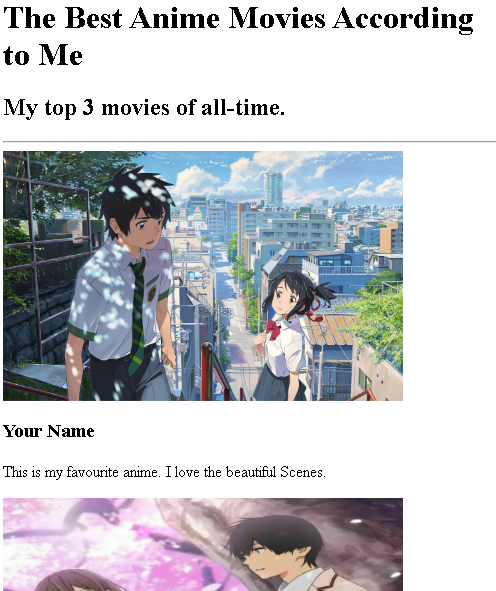 The Best Anime Movies According
to Me
My top 3 movies of all-time.
Your Name
This is my favourite anime. I love the beautiful Scenes.